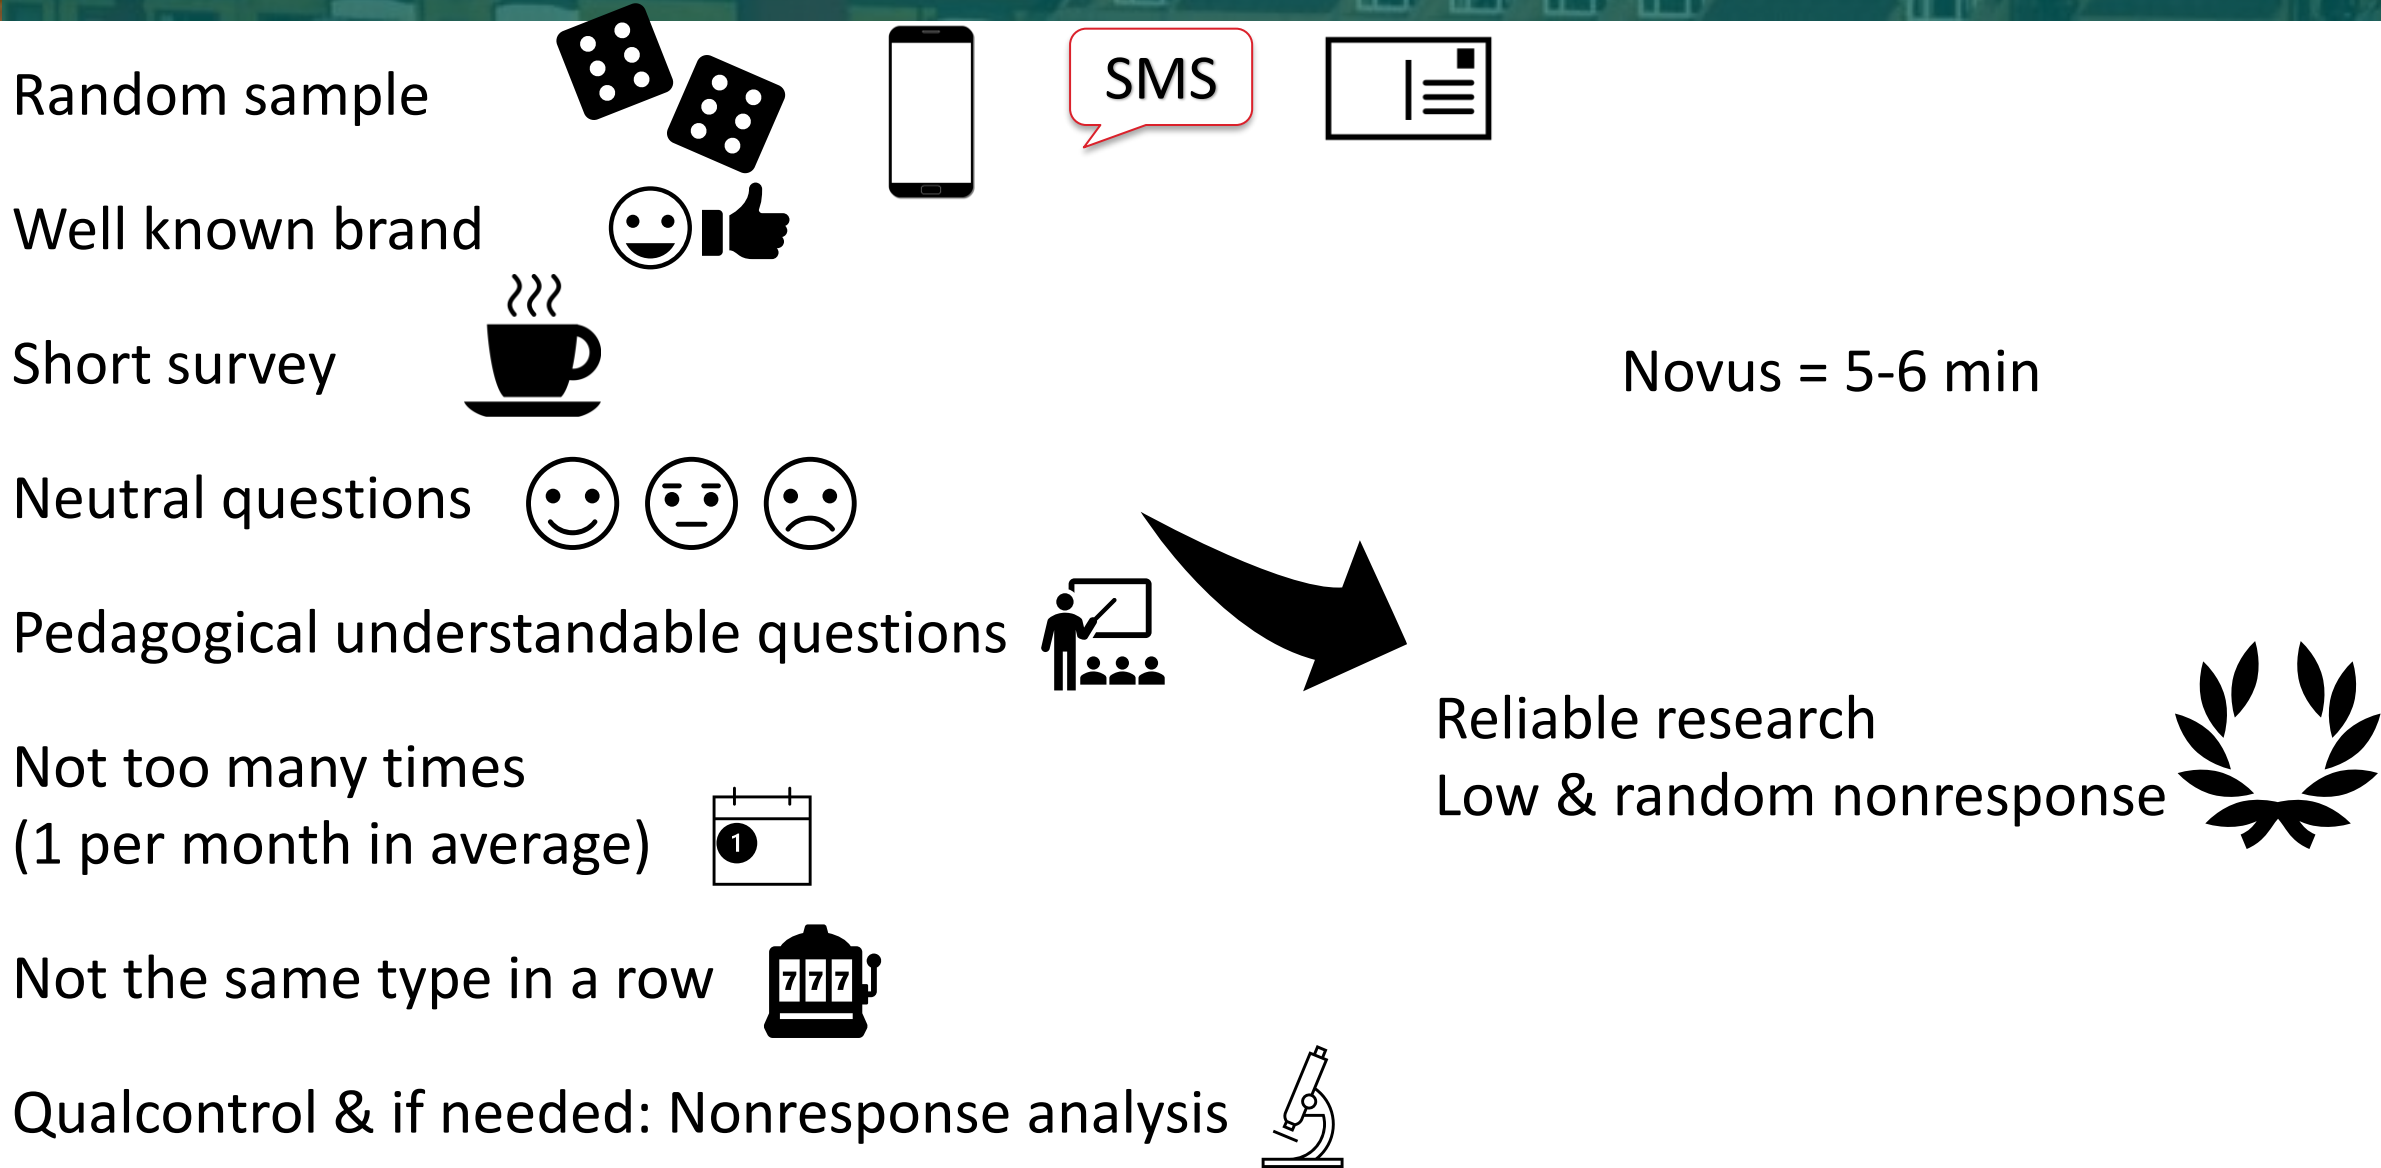 Random sample
SMS
Well known brand
Short survey
Novus = 5-6 min
Neutral questions
Pedagogical understandable questions
Reliable research
Low & random nonresponse
Not too many times
(1 per month in average)
1
Not the same type in a row
777
Qualcontrol & if needed: Nonresponse analysis